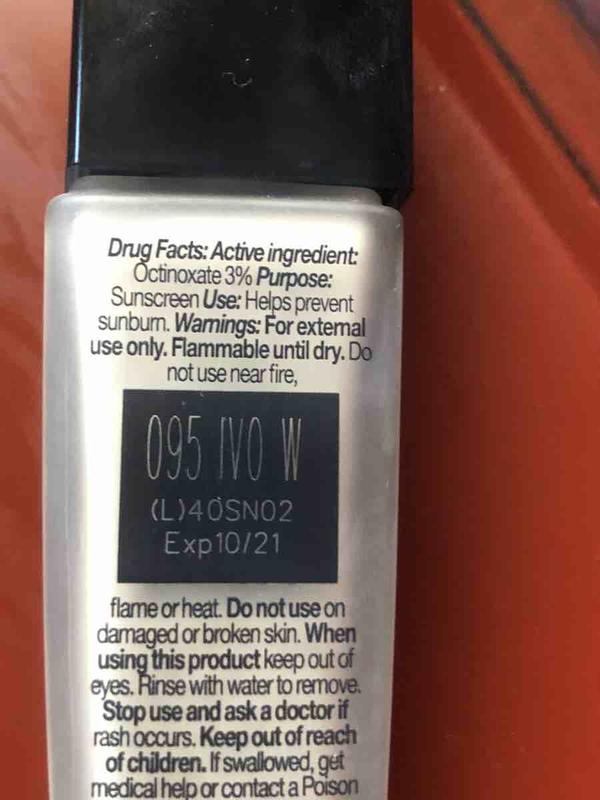 Drug Facts: Active ingredient:
Octinoxate 3% Purpose:
Sunscreen Use: Helps prevent
sunburn. Warnings: For external
use only. Flammable until dry. Do
not use near fire,
095 IVO W
(L)40SN02
Exp10/21
flame or heat. Do not use on
damaged or broken skin. When
using this product keep out of
eyes. Rinse with water to remove.
Stop use and ask a doctor if
rash occurs. Keep out of reach
of children. If swallowed, get
medical help or contact a Poison